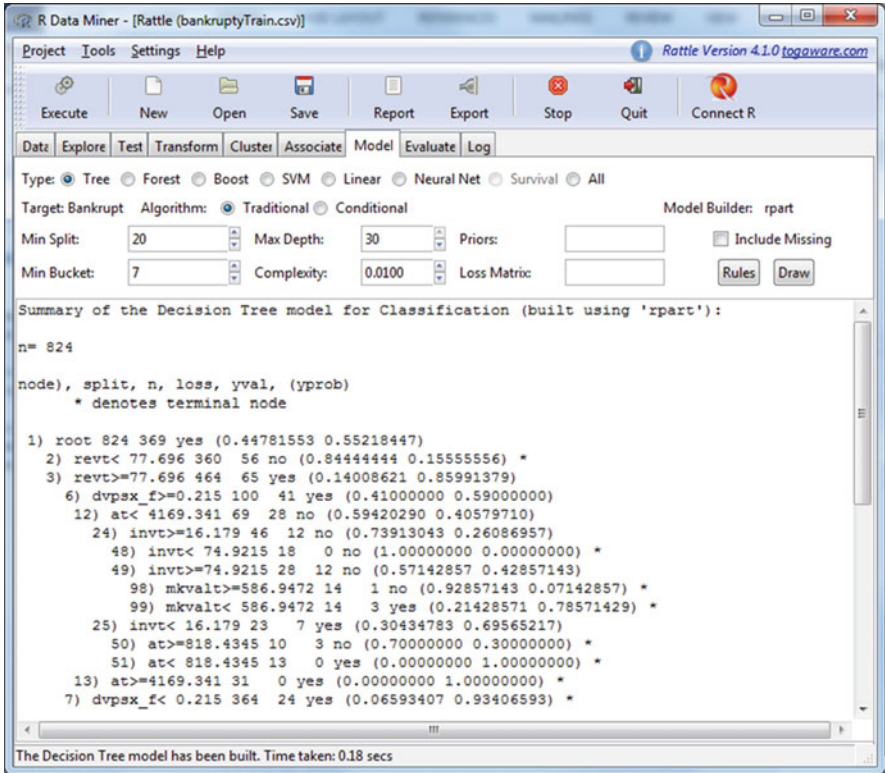 R Data Miner - [Rattle (bankruptyTrain.csv)]
Project Tools Settings Help
Rattle Version 4.1.0 togaware.com
Execute New Open Save Report Export Stop Quit Connect R
Data Explore Test Transform Cluster Associate Model Evaluate Log
Type: Tree Forest Boost SVM Linear Neural Net Survival All
Target: Bankrupt Algorithm: Traditional Conditional Model Builder: rpart
Min Split: 20 Max Depth: 30 Priors: Include Missing
Min Bucket: 7 Complexity: 0.0100 Loss Matrix: Rules Draw
Summary of the Decision Tree model for Classification (built using 'rpart'):
n= 824
node), split, n, loss, yval, (yprob)
* denotes terminal node
1) root 824 369 yes (0.44781553 0.55218447)
2) revt< 77.696 360 56 no (0.84444444 0.15555556) *
3) revt>=77.696 464 65 yes (0.14008621 0.85991379)
6) dvpsx_f>=0.215 100 41 yes (0.41000000 0.59000000)
12) at< 4169.341 69 28 no (0.59420290 0.40579710)
24) invt>=16.179 46 12 no (0.73913043 0.26086957)
48) invt< 74.9215 18 0 no (1.00000000 0.00000000) *
49) invt>=74.9215 28 12 no (0.57142857 0.42857143)
98) mkvalt>=586.9472 14 1 no (0.92857143 0.07142857) *
99) mkvalt< 586.9472 14 3 yes (0.21428571 0.78571429) *
25) invt< 16.179 23 7 yes (0.30434783 0.69565217)
50) at>=818.4345 10 3 no (0.70000000 0.30000000) *
51) at< 818.4345 13 0 yes (0.00000000 1.00000000) *
13) at>=4169.341 31 0 yes (0.00000000 1.00000000) *
7) dvpsx_f< 0.215 364 24 yes (0.06593407 0.93406593) *
The Decision Tree model has been built. Time taken: 0.18 secs